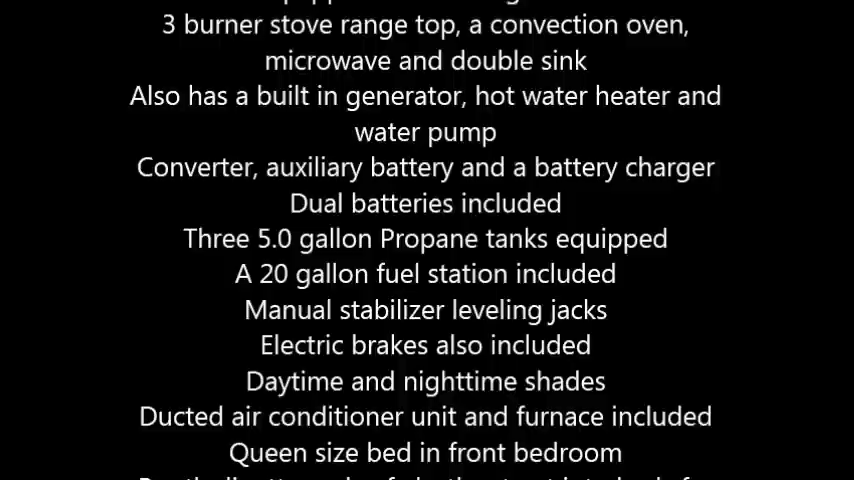 3 burner stove range top, a convection oven,
microwave and double sink
Also has a built in generator, hot water heater and
water pump
Converter, auxiliary battery and a battery charger
Dual batteries included
Three 5.0 gallon Propane tanks equipped
A 20 gallon fuel station included
Manual stabilizer leveling jacks
Electric brakes also included
Daytime and nighttime shades
Ducted air conditioner unit and furnace included
Queen size bed in front bedroom